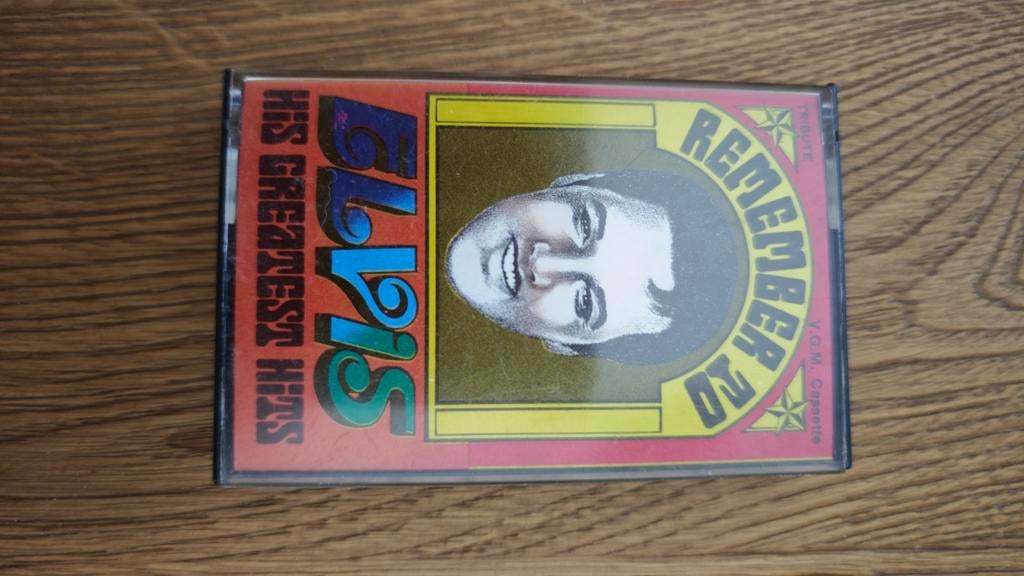 TRIBUTE
V.G.M. Cassette
REMEMBER 20
ELVIS
HIS GREATEST HITS